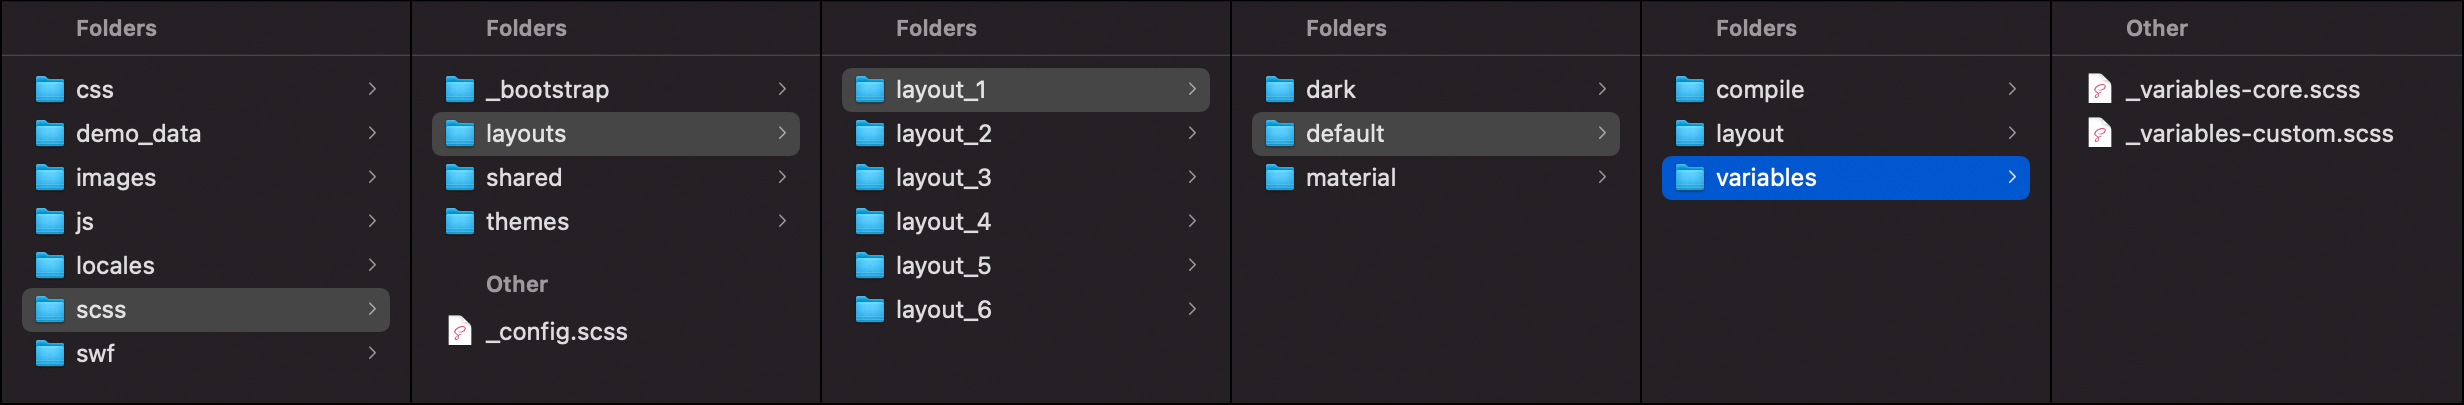 Folders
css
demo_data
images
js
locales
scss
swf
Folders
_bootstrap
layouts
shared
themes
Other
_config.scss
Folders
layout_1
layout_2
layout_3
layout_4
layout_5
layout_6
Folders
dark
default
material
Folders
compile
layout
variables
Other
_variables-core.scss
_variables-custom.scss